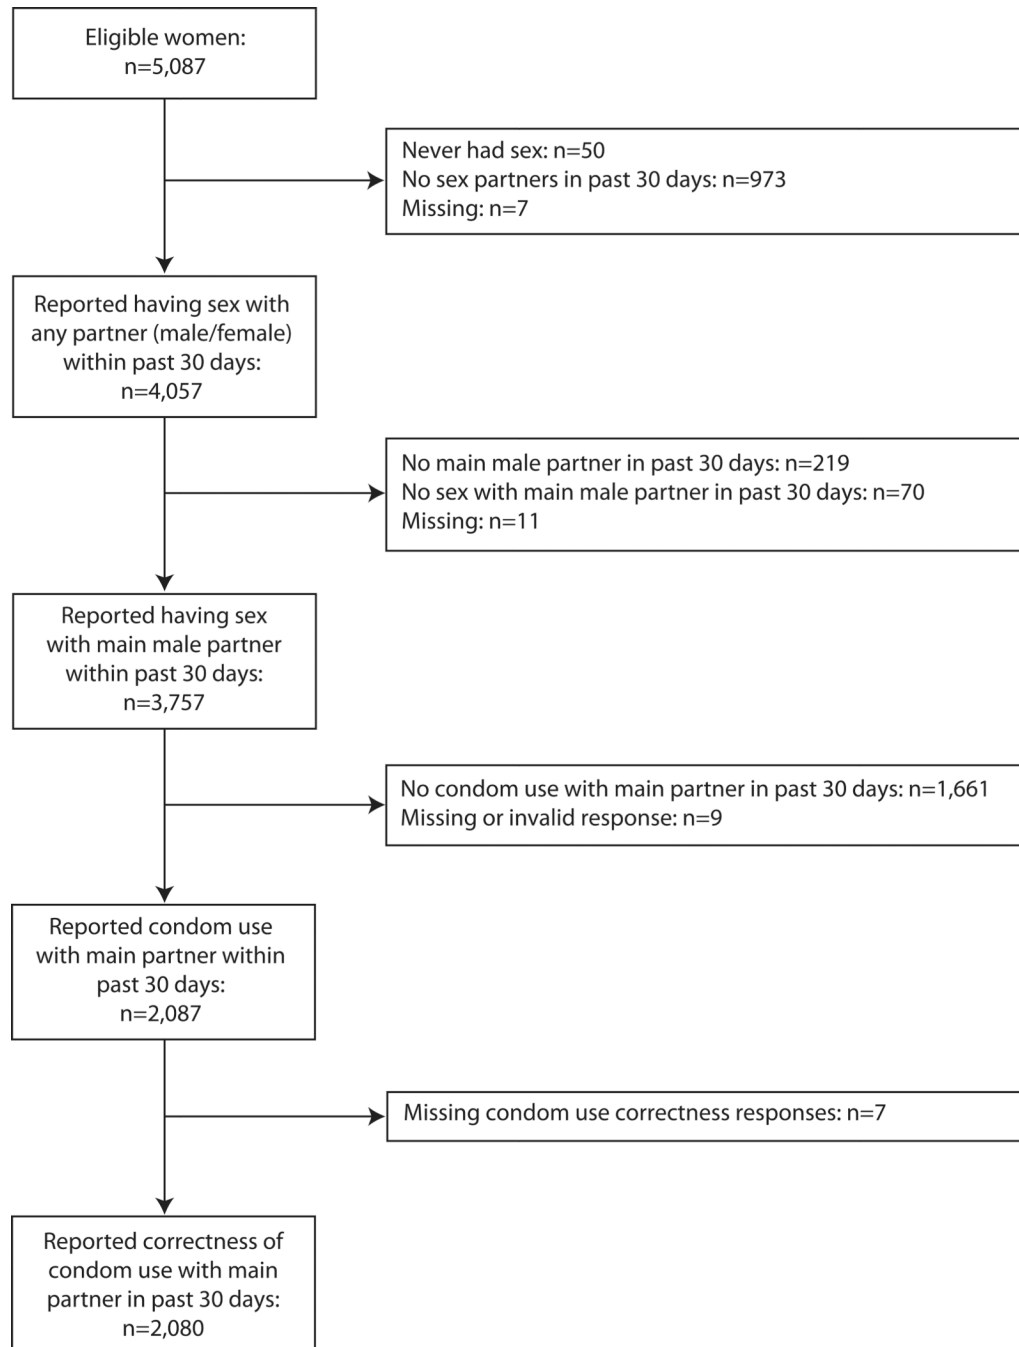 Eligible women:
n=5,087
Never had sex: n=50
No sex partners in past 30 days: n=973
Missing: n=7
Reported having sex with
any partner (male/female)
within past 30 days:
n=4,057
No main male partner in past 30 days: n=219
No sex with main male partner in past 30 days: n=70
Missing: n=11
Reported having sex
with main male partner
within past 30 days:
n=3,757
No condom use with main partner in past 30 days: n=1,661
Missing or invalid response: n=9
Reported condom use
with main partner within
past 30 days:
n=2,087
Missing condom use correctness responses: n=7
Reported correctness of
condom use with main
partner in past 30 days:
n=2,080